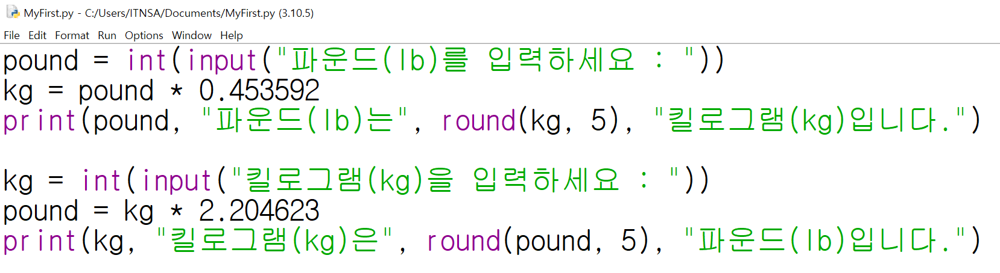 MyFirst.py - C:/Users/ITNSA/Documents/MyFirst.py (3.10.5)
File Edit Format Run Options Window Help
pound = int(input("파운드(lb)를 입력하세요 : "))
kg = pound * 0.453592
print(pound, "파운드(lb)는", round(kg, 5), "킬로그램(kg)입니다.")
kg = int(input("킬로그램(kg)을 입력하세요 : "))
pound = kg * 2.204623
print(kg, "킬로그램(kg)은", round(pound, 5), "파운드(lb)입니다.")